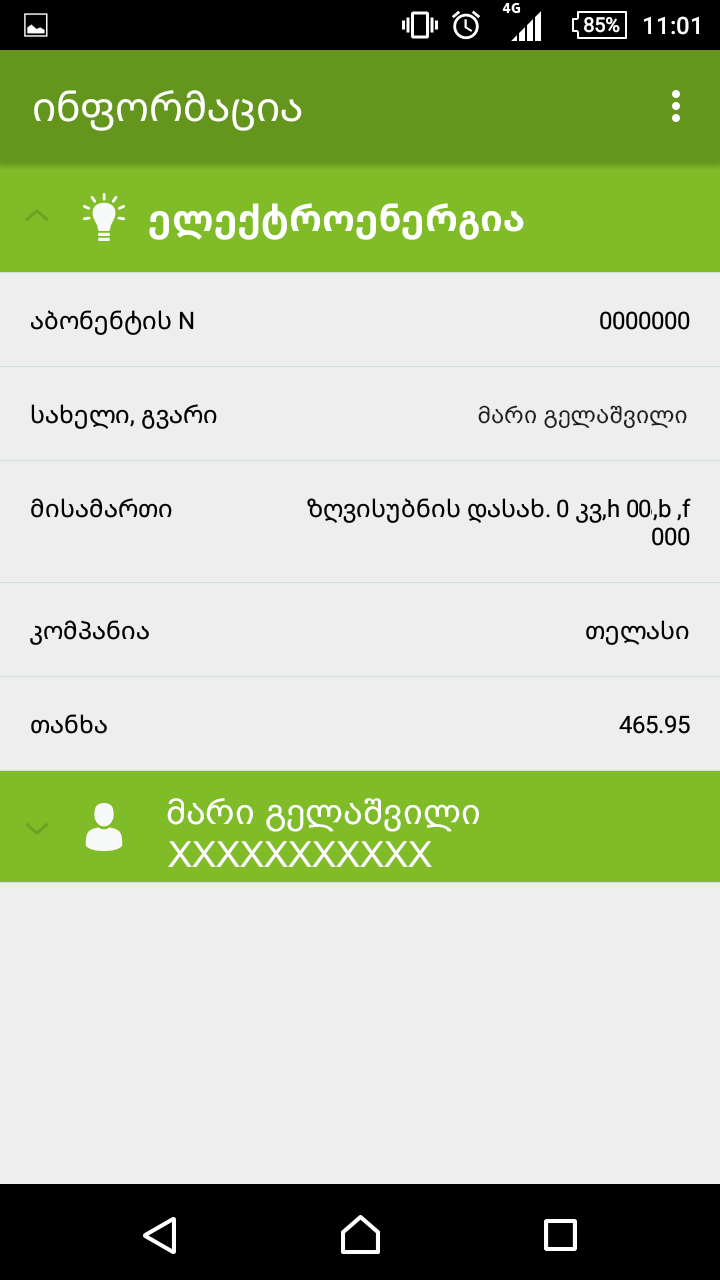 4G 85% 11:01
ინფორმაცია
ელექტროენერგია
აბონენტის N 0000000
სახელი, გვარი მარი გელაშვილი
მისამართი ზღვისუბნის დასახ. 0 კვ,h 00,b ,f
000
კომპანია თელასი
თანხა 465.95
მარი გელაშვილი
XXXXXXXXXXX